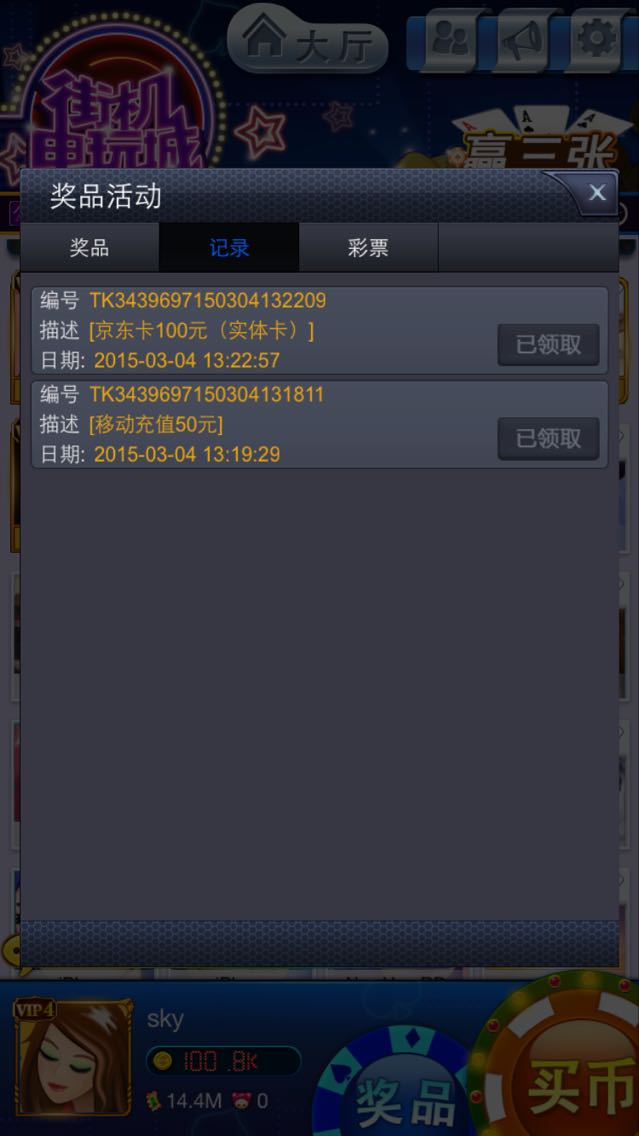 大厅
街机
电玩城
赢三张
奖品活动
奖品
记录
彩票
编号 TK3439697150304132209
描述 [京东卡100元（实体卡）]
日期: 2015-03-04 13:22:57
已领取
编号 TK3439697150304131811
描述 [移动充值50元]
日期: 2015-03-04 13:19:29
已领取
VIP4
sky
100.8K
14.4M
0
奖品
买币